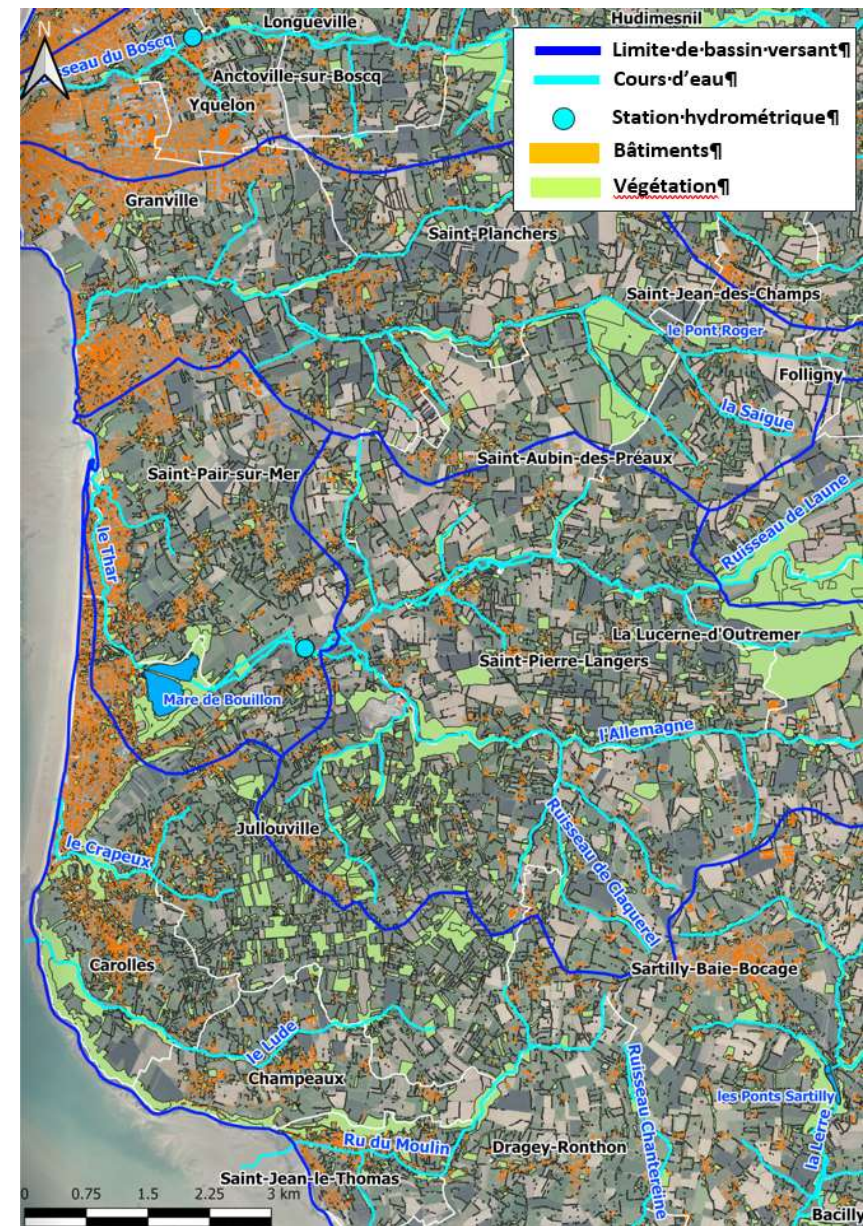 Longueville
Hudimesnil
N
seau du Boscq
Anctoville-sur-Boscq
Yquelon
Limite·de·bassin·versant¶
Cours·d'eau¶
Station·hydrométrique¶
Bâtiments¶
Végétation¶
Granville
Saint-Planchers
Saint-Jean-des-Champs
le Pont Roger
Folligny
la Saigue
Saint-Pair-sur-Mer
Saint-Aubin-des-Préaux
Ruisseau de Laune
le Thar
La Lucerne-d'Outremer
Saint-Pierre-Langers
Mare de Bouillon
l'Allemagne
Jullouville
le Crapeux
Ruisseau de Claquerel
Carolles
Sartilly-Baie-Bocage
le Lude
Champeaux
Ruisseau Chantereine
les Ponts Sartilly
la Lerre
Ru du Moulin
Dragey-Ronthon
Saint-Jean-le-Thomas
0 0.75 1.5 2.25 3 km
Bacilly